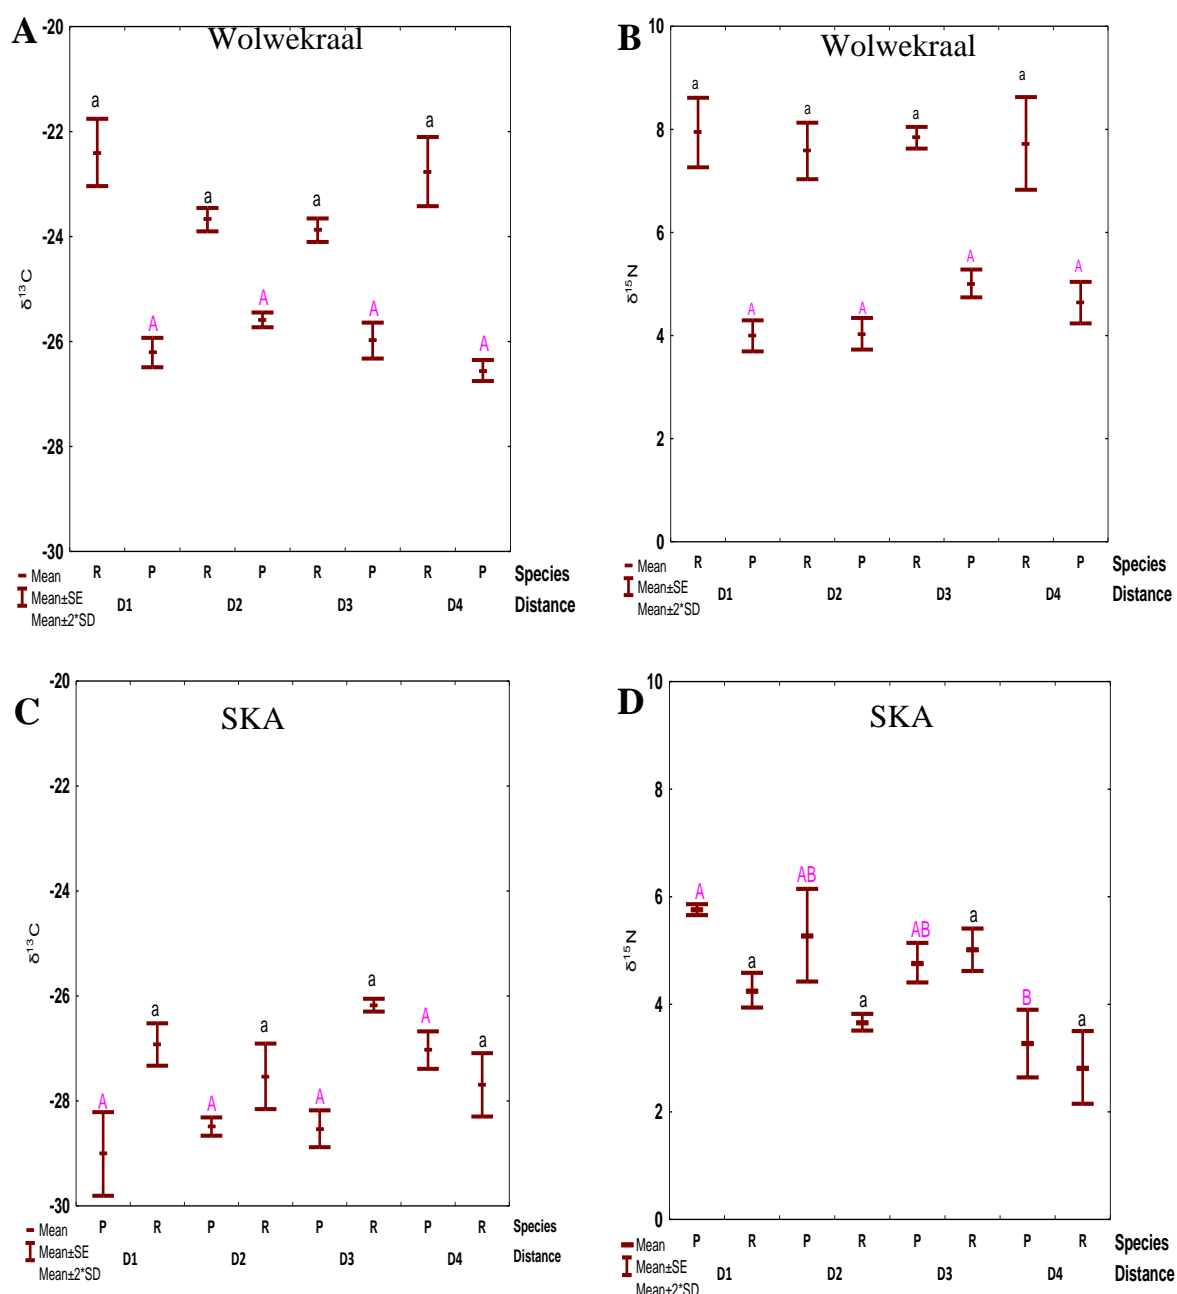 A
Wolwekraal
-20
-22
-24
-26
-28
-30
δ13C
a
a
a
a
A
A
A
A
R P R P R P R P Species
D1 D2 D3 D4 Distance
Mean
Mean±SE
Mean±2*SD
B
Wolwekraal
10
8
6
4
2
0
δ15N
a
a
a
a
A
A
A
A
R P R P R P R P Species
D1 D2 D3 D4 Distance
Mean
Mean±SE
Mean±2*SD
C
SKA
-20
-22
-24
-26
-28
-30
δ13C
A
a
A
a
A
a
A
a
P R P R P R P R Species
D1 D2 D3 D4 Distance
Mean
Mean±SE
Mean±2*SD
D
SKA
10
8
6
4
2
0
δ15N
A
a
AB
a
AB
a
B
a
P R P R P R P R Species
D1 D2 D3 D4 Distance
Mean
Mean±SE
Mean±2*SD